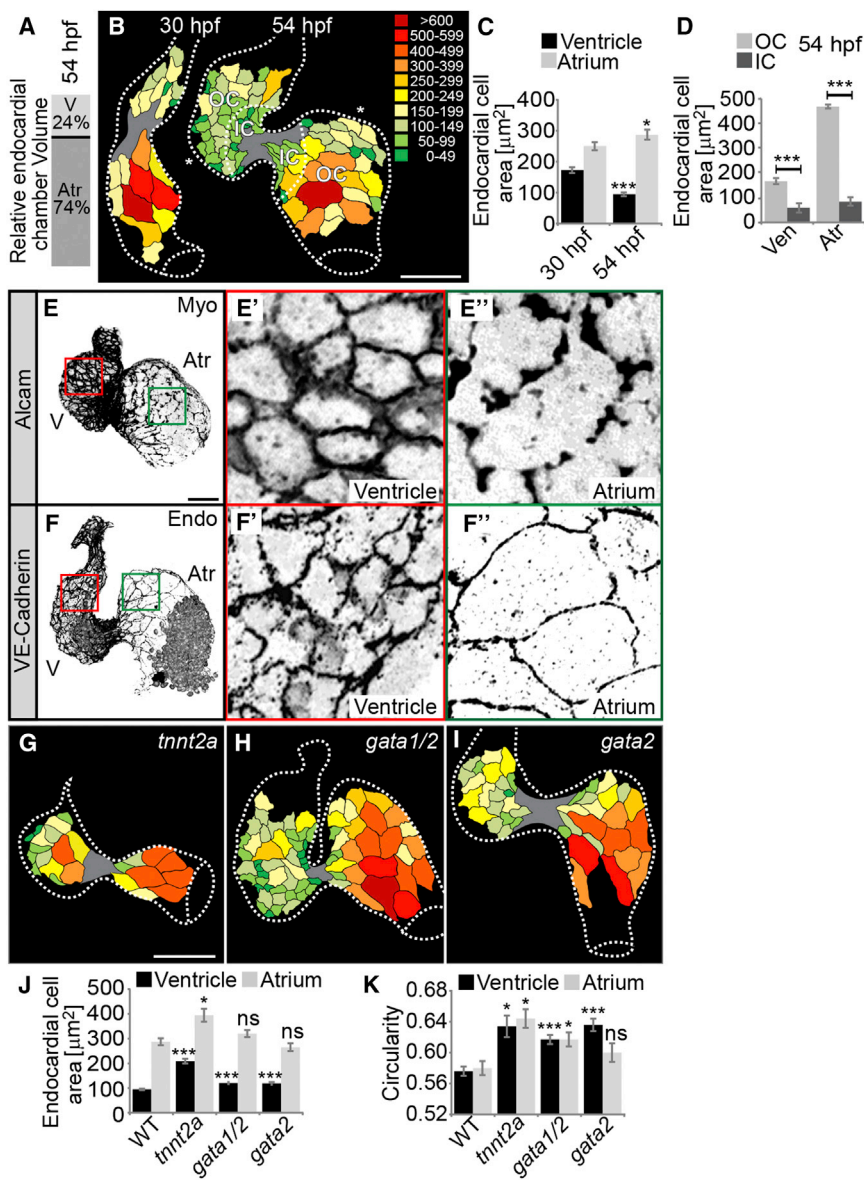 A
Relative endocardial
chamber Volume
54 hpf
V
24%
Atr
74%
B
30 hpf
54 hpf
OC
IC
IC
OC
*
*
>600
500-599
400-499
300-399
250-299
200-249
150-199
100-149
50-99
0-49
C
Ventricle
Atrium
Endocardial cell
area [µm²]
400
300
200
100
0
***
*
30 hpf
54 hpf
D
OC
IC
54 hpf
Endocardial cell
area [µm²]
500
400
300
200
100
0
***
***
Ven
Atr
Alcam
E
Myo
Atr
V
E'
Ventricle
E''
Atrium
VE-Cadherin
F
Endo
Atr
V
F'
Ventricle
F''
Atrium
G
tnnt2a
H
gata1/2
I
gata2
J
Ventricle
Atrium
Endocardial cell
area [µm²]
500
400
300
200
100
0
***
*
***
ns
***
ns
WT
tnnt2a
gata1/2
gata2
K
Ventricle
Atrium
Circularity
0.68
0.64
0.60
0.56
0.52
*
*
***
*
***
ns
WT
tnnt2a
gata1/2
gata2